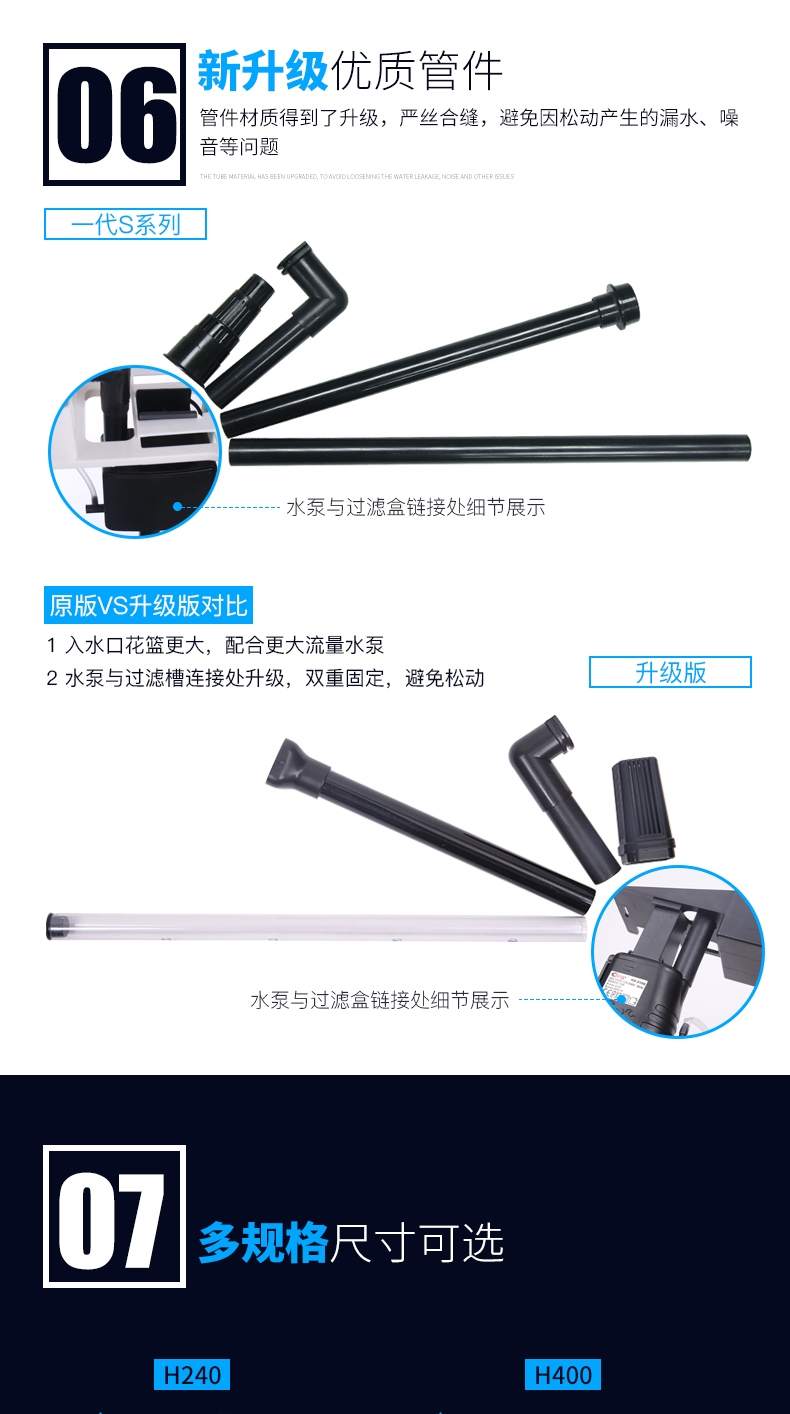 06
新升级优质管件
管件材质得到了升级，严丝合缝，避免因松动产生的漏水、噪
音等问题
THE TUBE MATERIAL HAS BEEN UPGRADED, TO AVOID LOOSENING THE WATER LEAKAGE, NOISE AND OTHER ISSUES
一代S系列
水泵与过滤盒链接处细节展示
原版VS升级版对比
1 入水口花篮更大，配合更大流量水泵
2 水泵与过滤槽连接处升级，双重固定，避免松动
升级版
水泵与过滤盒链接处细节展示
07
多规格尺寸可选
H240
H400